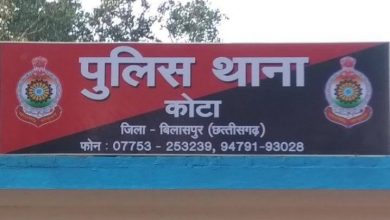 पुलिस थाना
कोटा
जिला - बिलासपुर (छत्तीसगढ़)
फोन : 07753 - 253239, 94791-93028